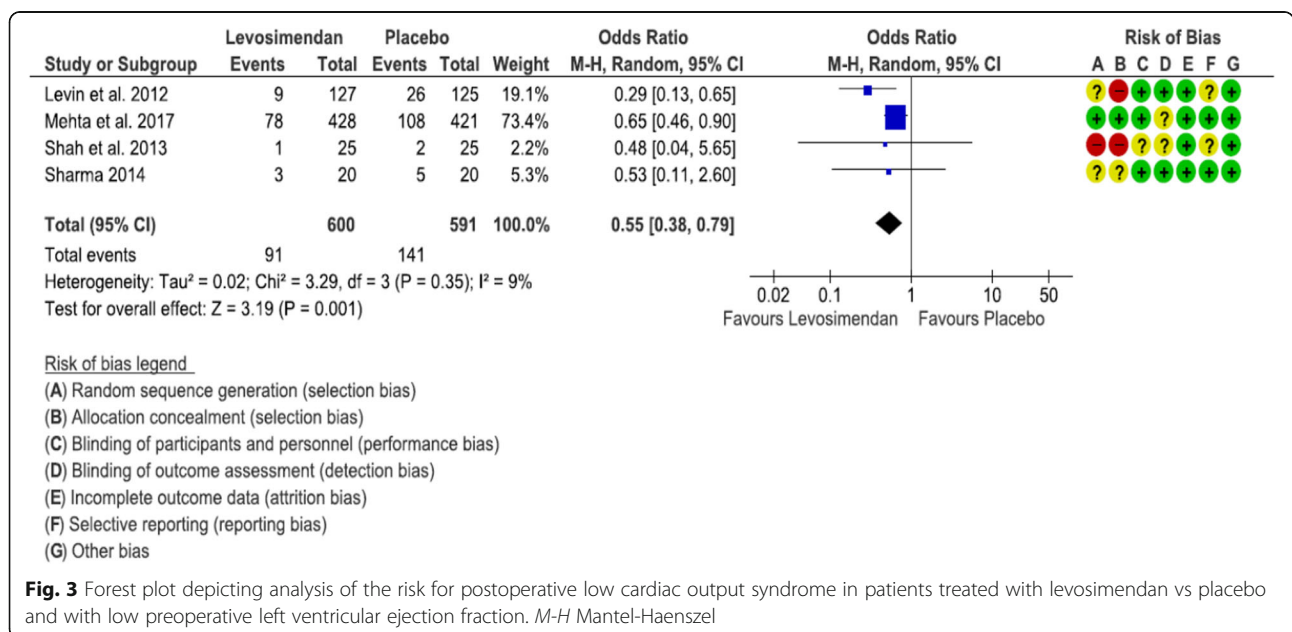 Levosimendan Placebo Odds Ratio Odds Ratio Risk of Bias
Study or Subgroup Events Total Events Total Weight M-H, Random, 95% CI M-H, Random, 95% CI A B C D E F G
Levin et al. 2012 9 127 26 125 19.1% 0.29 [0.13, 0.65] ? − + + + ? +
Mehta et al. 2017 78 428 108 421 73.4% 0.65 [0.46, 0.90] + + + ? + + +
Shah et al. 2013 1 25 2 25 2.2% 0.48 [0.04, 5.65] − − ? ? + ? +
Sharma 2014 3 20 5 20 5.3% 0.53 [0.11, 2.60] ? ? + + + + +
Total (95% CI) 600 591 100.0% 0.55 [0.38, 0.79]
Total events 91 141
Heterogeneity: Tau² = 0.02; Chi² = 3.29, df = 3 (P = 0.35); I² = 9%
Test for overall effect: Z = 3.19 (P = 0.001)
0.02 0.1 1 10 50
Favours Levosimendan Favours Placebo
Risk of bias legend
(A) Random sequence generation (selection bias)
(B) Allocation concealment (selection bias)
(C) Blinding of participants and personnel (performance bias)
(D) Blinding of outcome assessment (detection bias)
(E) Incomplete outcome data (attrition bias)
(F) Selective reporting (reporting bias)
(G) Other bias
Fig. 3 Forest plot depicting analysis of the risk for postoperative low cardiac output syndrome in patients treated with levosimendan vs placebo
and with low preoperative left ventricular ejection fraction. M-H Mantel-Haenszel